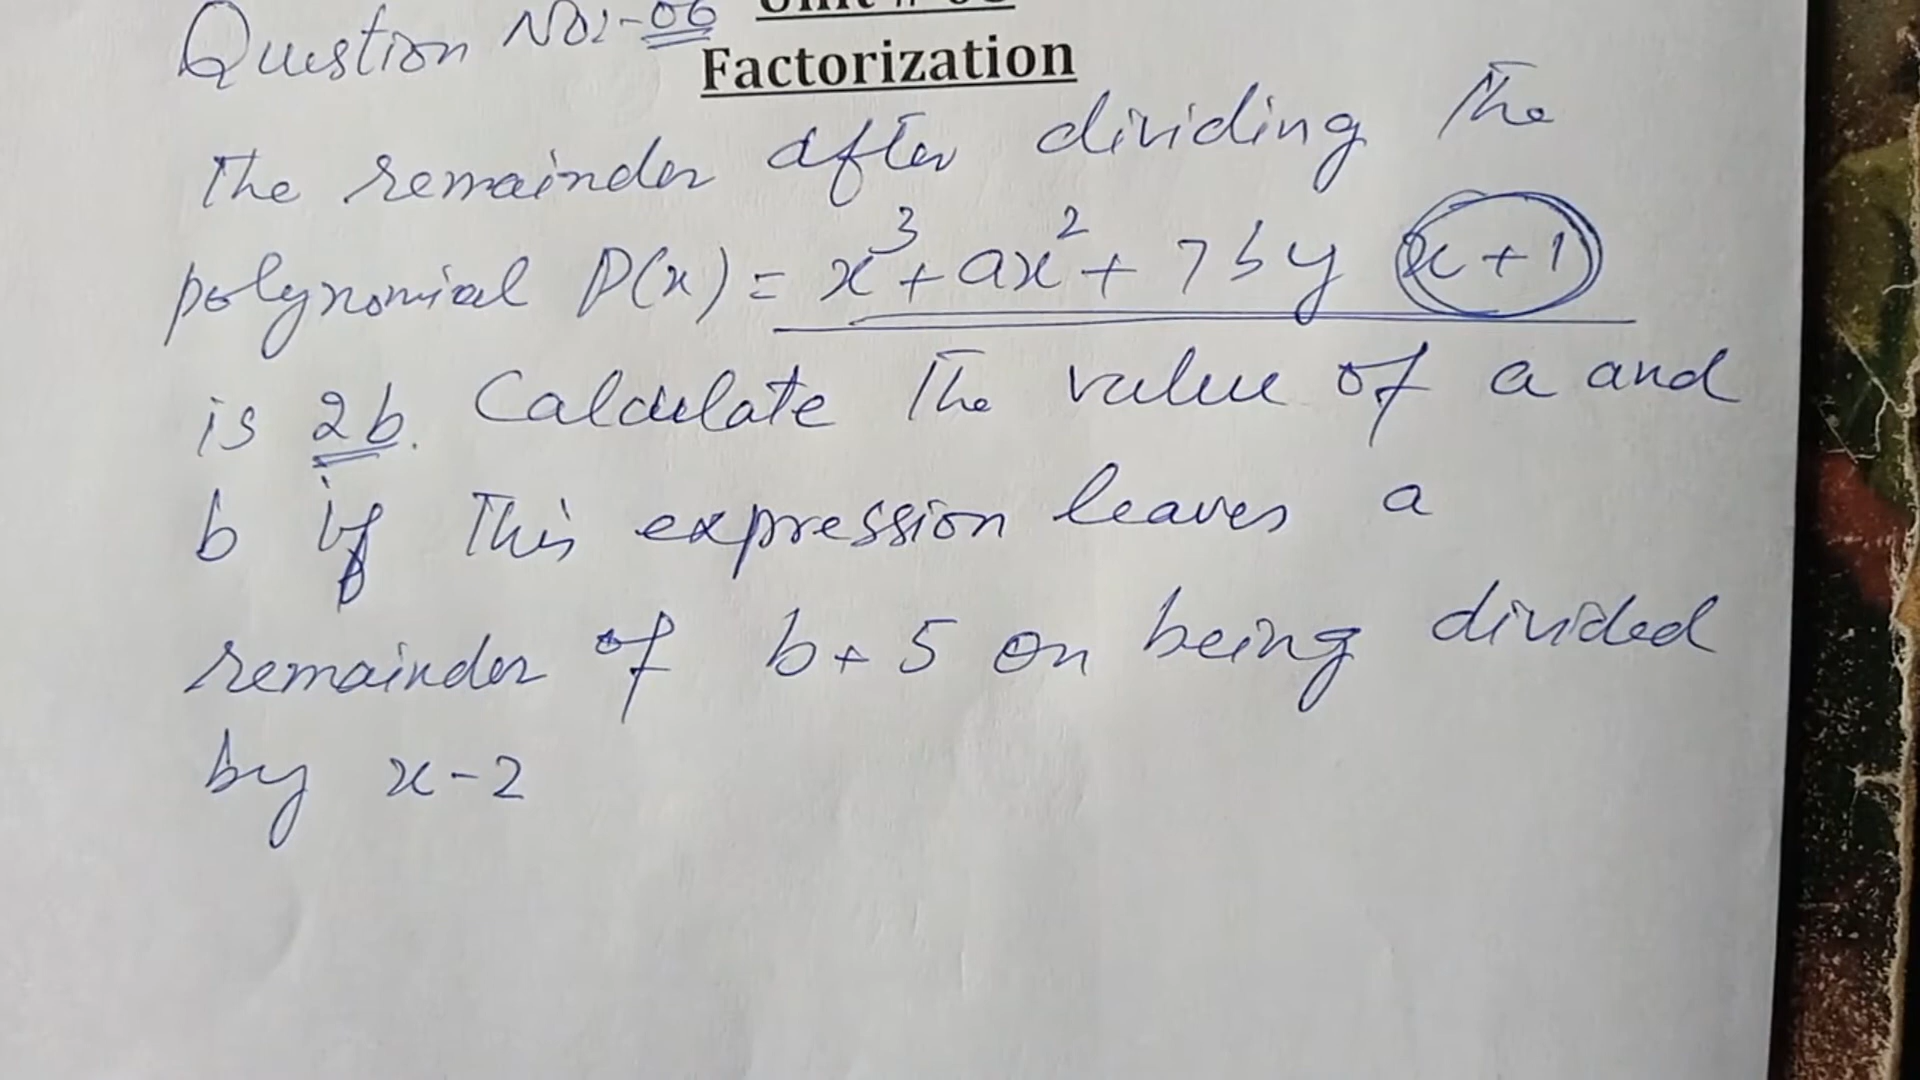 Question No:-06
Factorization
The remainder after dividing The
polynomial P(x) = x³ + ax² + 7 by x+1
is 2b. Calculate The value of a and
b if This expression leaves a
remainder of b+5 on being divided
by x-2